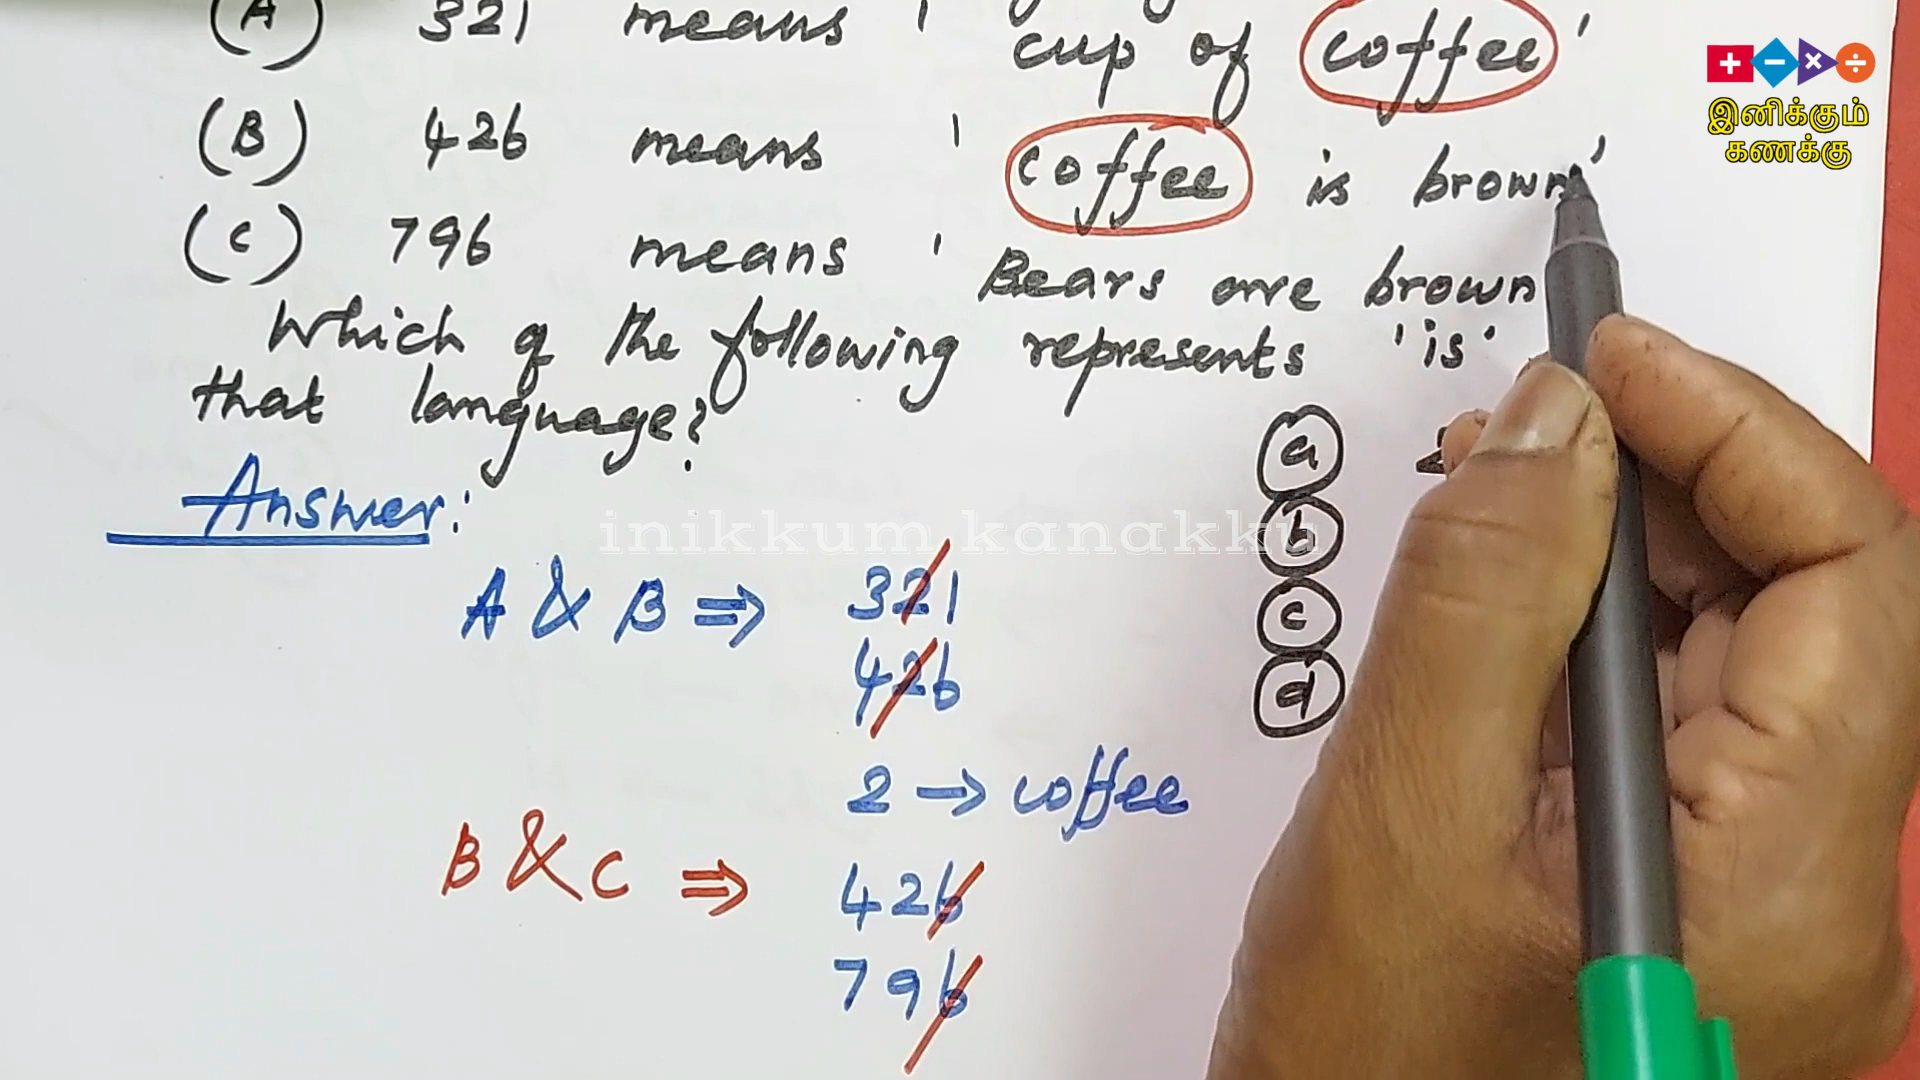 (A) 321 means '
cup of coffee'
(B) 426 means ' coffee is brown'
(C) 796 means ' Bears are brown
Which of the following represents 'is'
that language?
Answer:
a
b
c
d
A & B ⇒ 321
426
2 → coffee
B & C ⇒ 426
796
inikkum kanakku
+ - × ÷
இனிக்கும்
கணக்கு